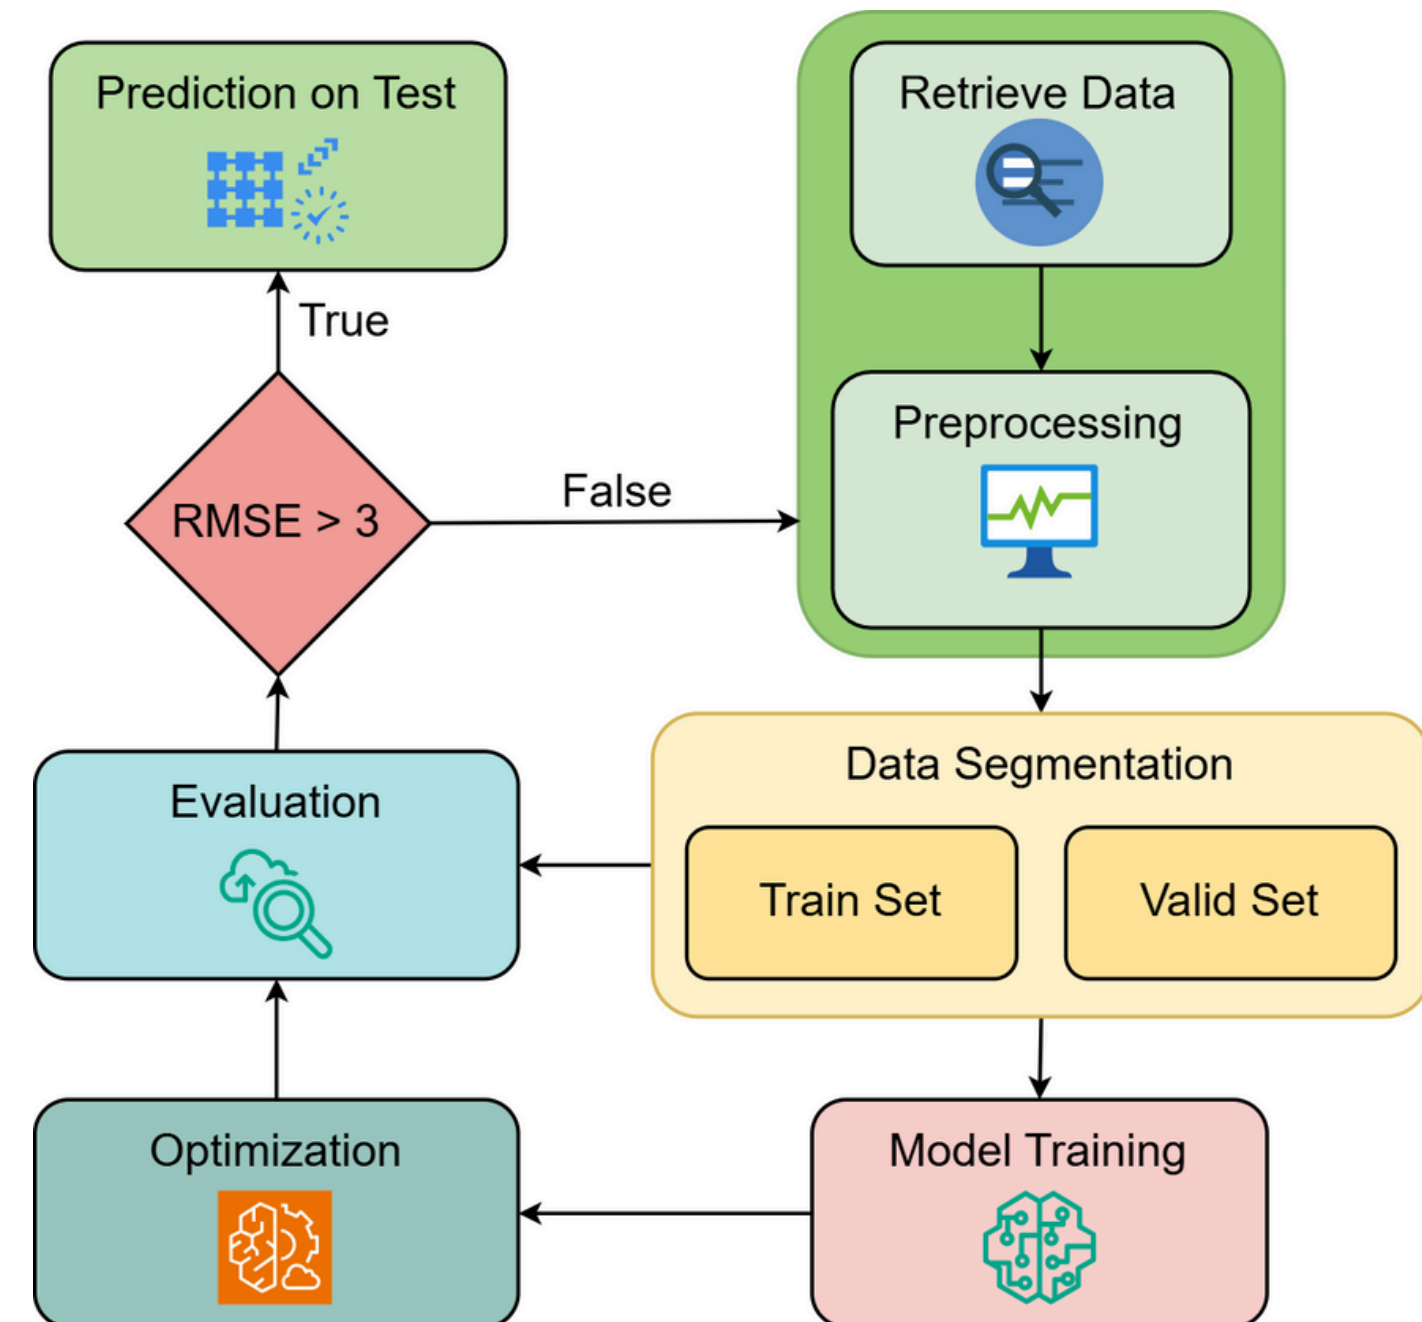 Prediction on Test
Retrieve Data
True
Preprocessing
False
RMSE > 3
Data Segmentation
Evaluation
Train Set
Valid Set
Optimization
Model Training